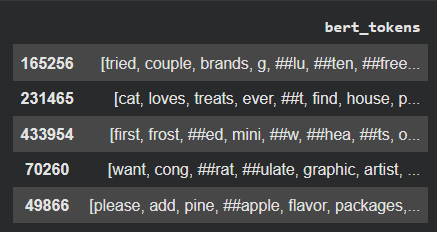 bert_tokens
165256 [tried, couple, brands, g, ##lu, ##ten, ##free...
231465 [cat, loves, treats, ever, ##t, find, house, p...
433954 [first, frost, ##ed, mini, ##w, ##hea, ##ts, o...
70260 [want, cong, ##rat, ##ulate, graphic, artist, ...
49866 [please, add, pine, ##apple, flavor, packages,...